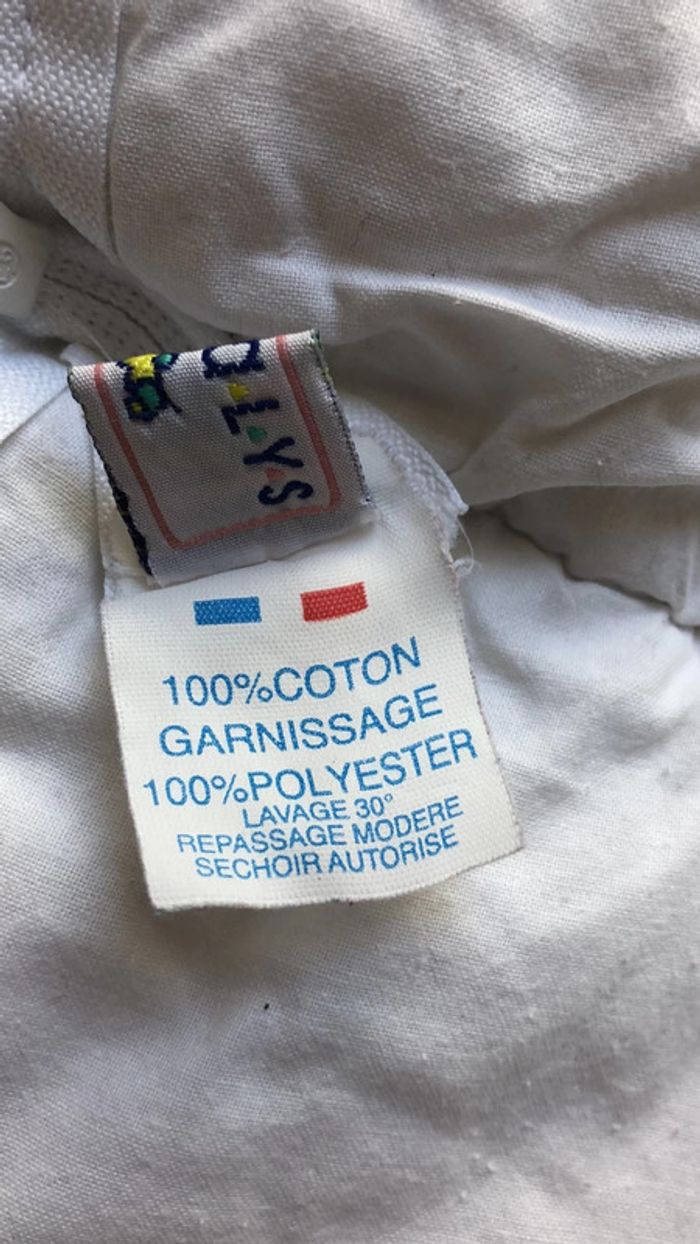 a.L.Y.S
100%COTON
GARNISSAGE
100%POLYESTER
LAVAGE 30°
REPASSAGE MODERE
SECHOIR AUTORISE